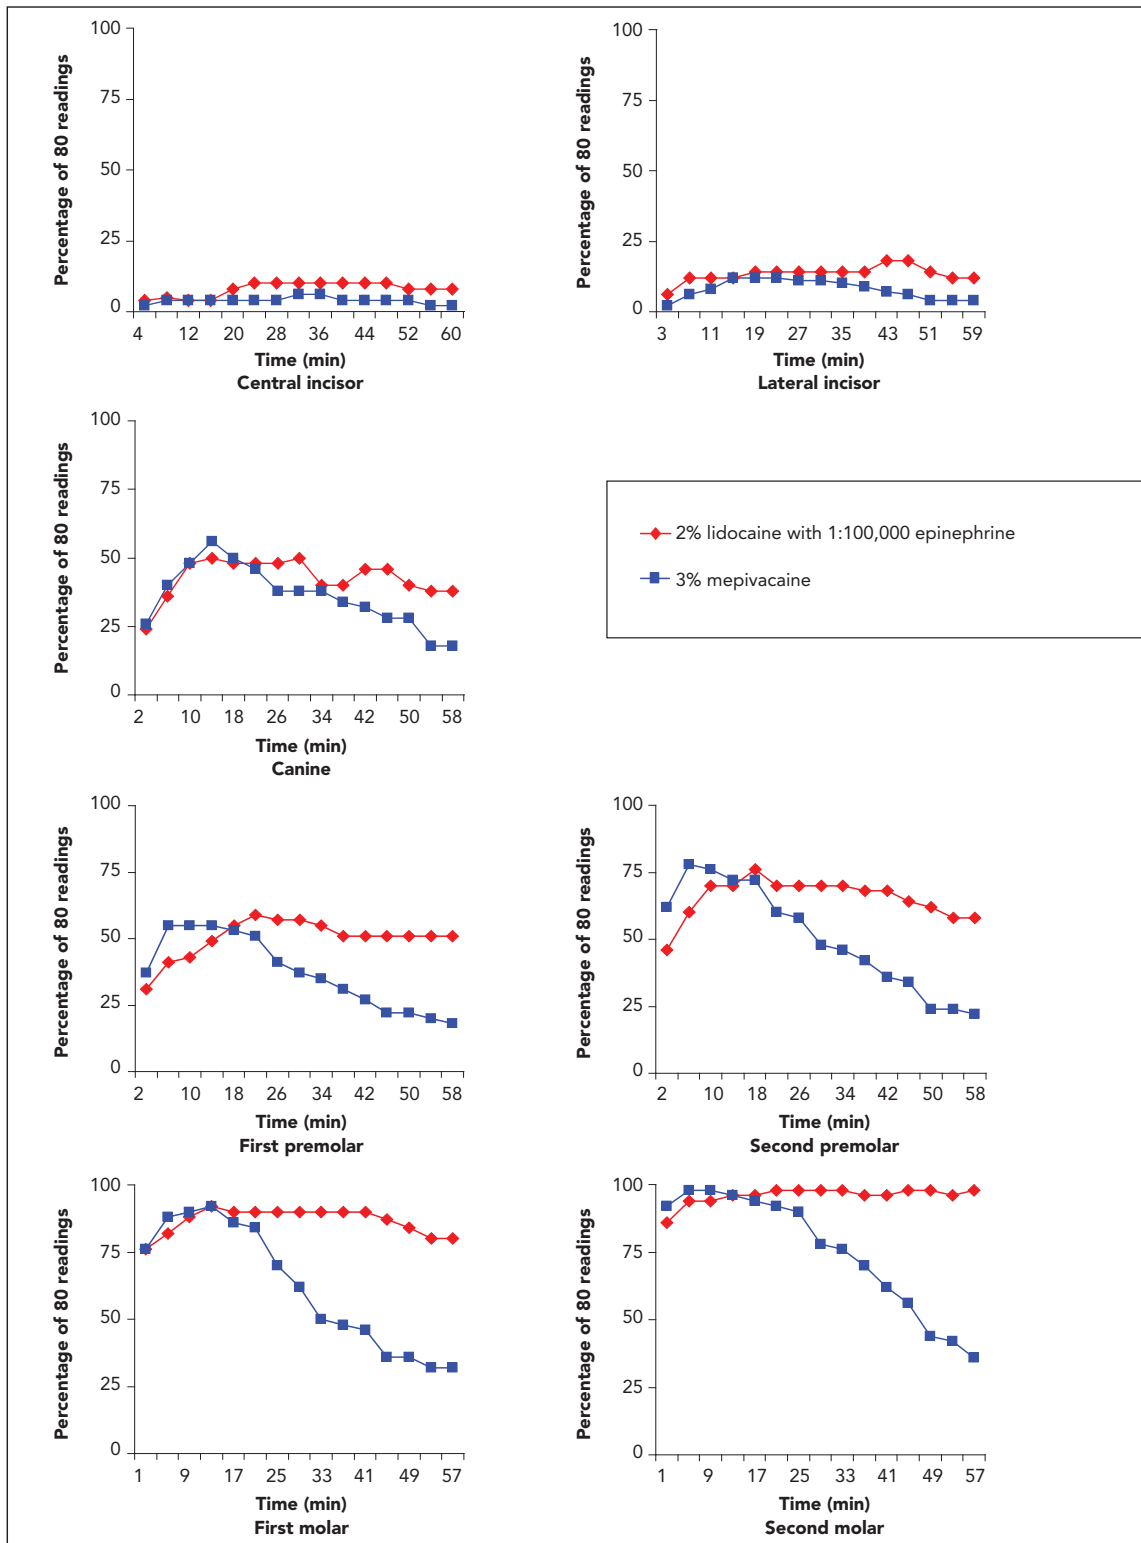 Percentage of 80 readings
100
75
50
25
0
4 12 20 28 36 44 52 60
Time (min)
Central incisor
Percentage of 80 readings
100
75
50
25
0
3 11 19 27 35 43 51 59
Time (min)
Lateral incisor
Percentage of 80 readings
100
75
50
25
0
2 10 18 26 34 42 50 58
Time (min)
Canine
2% lidocaine with 1:100,000 epinephrine
3% mepivacaine
Percentage of 80 readings
100
75
50
25
0
2 10 18 26 34 42 50 58
Time (min)
First premolar
Percentage of 80 readings
100
75
50
25
0
2 10 18 26 34 42 50 58
Time (min)
Second premolar
Percentage of 80 readings
100
75
50
25
0
1 9 17 25 33 41 49 57
Time (min)
First molar
Percentage of 80 readings
100
75
50
25
0
1 9 17 25 33 41 49 57
Time (min)
Second molar